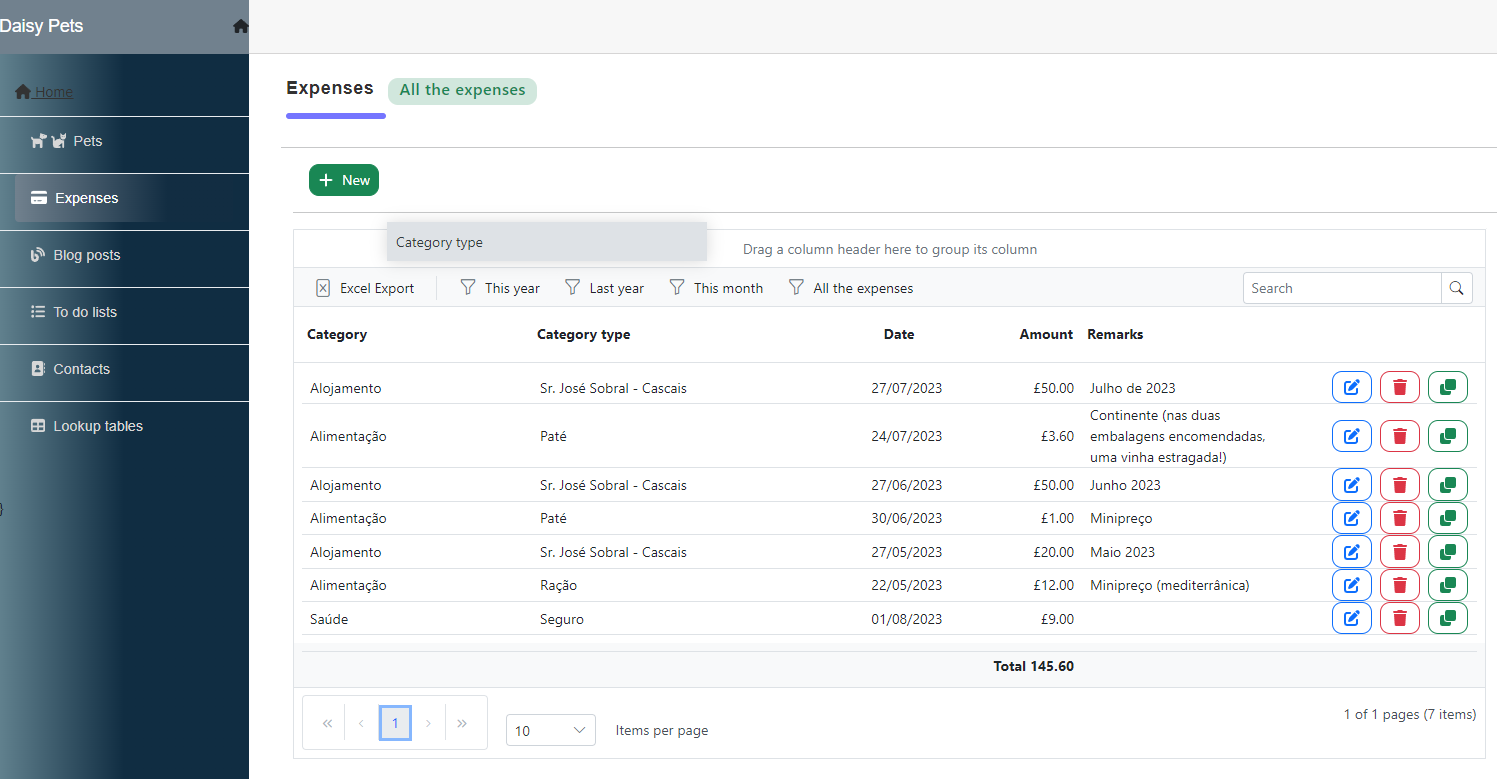 Daisy Pets
Home
Pets
Expenses
Blog posts
To do lists
Contacts
Lookup tables
}
Expenses All the expenses
+ New
Category type
Drag a column header here to group its column
Excel Export This year Last year This month All the expenses Search
Category Category type Date Amount Remarks
Alojamento Sr. José Sobral - Cascais 27/07/2023 £50.00 Julho de 2023
Alimentação Paté 24/07/2023 £3.60 Continente (nas duas
embalagens encomendadas,
uma vinha estragada!)
Alojamento Sr. José Sobral - Cascais 27/06/2023 £50.00 Junho 2023
Alimentação Paté 30/06/2023 £1.00 Minipreço
Alojamento Sr. José Sobral - Cascais 27/05/2023 £20.00 Maio 2023
Alimentação Ração 22/05/2023 £12.00 Minipreço (mediterrânica)
Saúde Seguro 01/08/2023 £9.00
Total 145.60
« ‹ 1 › » 10 Items per page 1 of 1 pages (7 items)